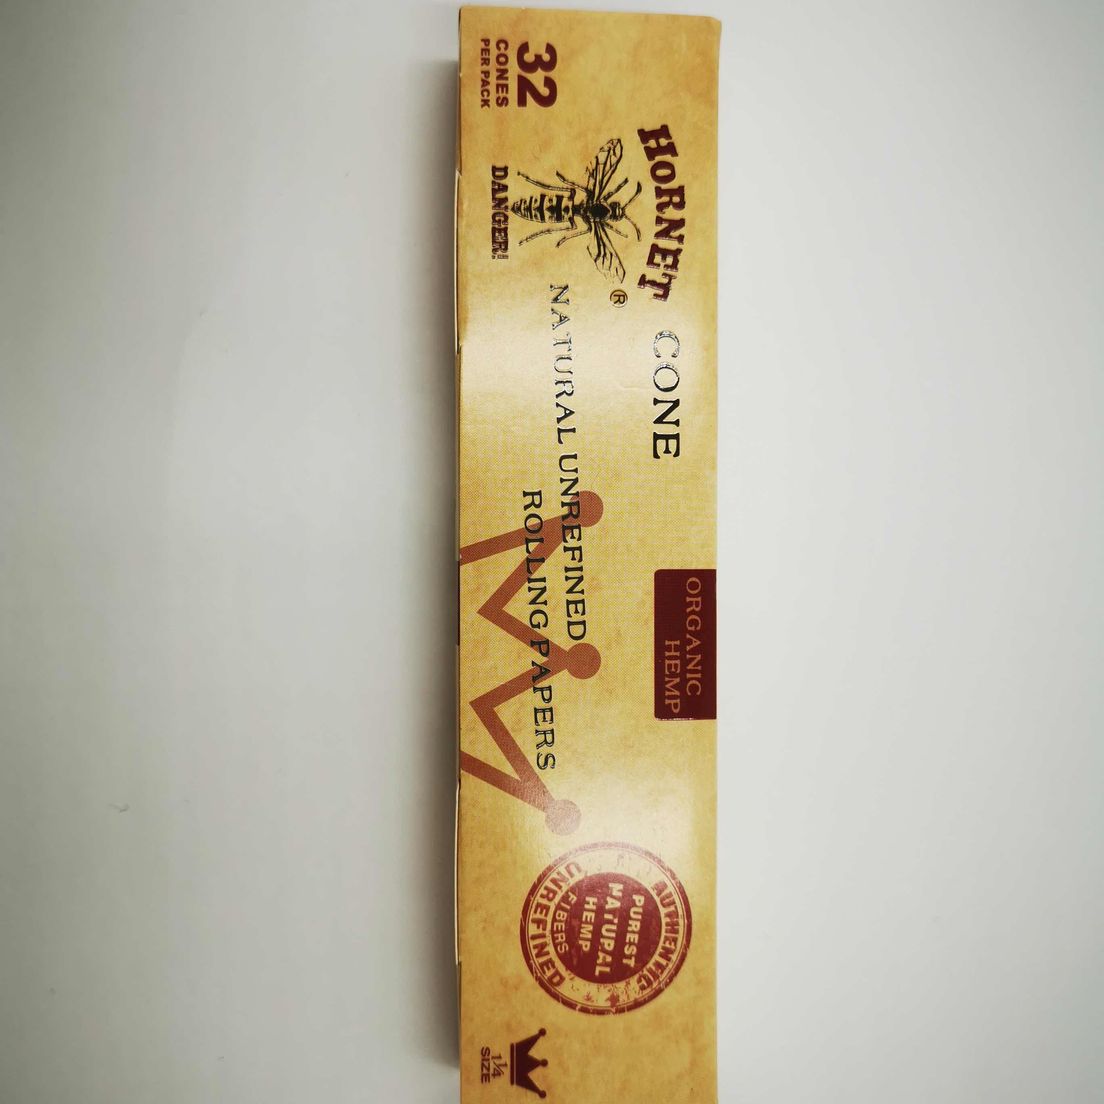 32
CONES
PER PACK
HORNET
®
DANGER!
CONE
NATURAL UNREFINED
ROLLING PAPERS
ORGANIC
HEMP
AUTHENTIC
PUREST
NATURAL
HEMP
FIBERS
UNREFINED
1¼
SIZE